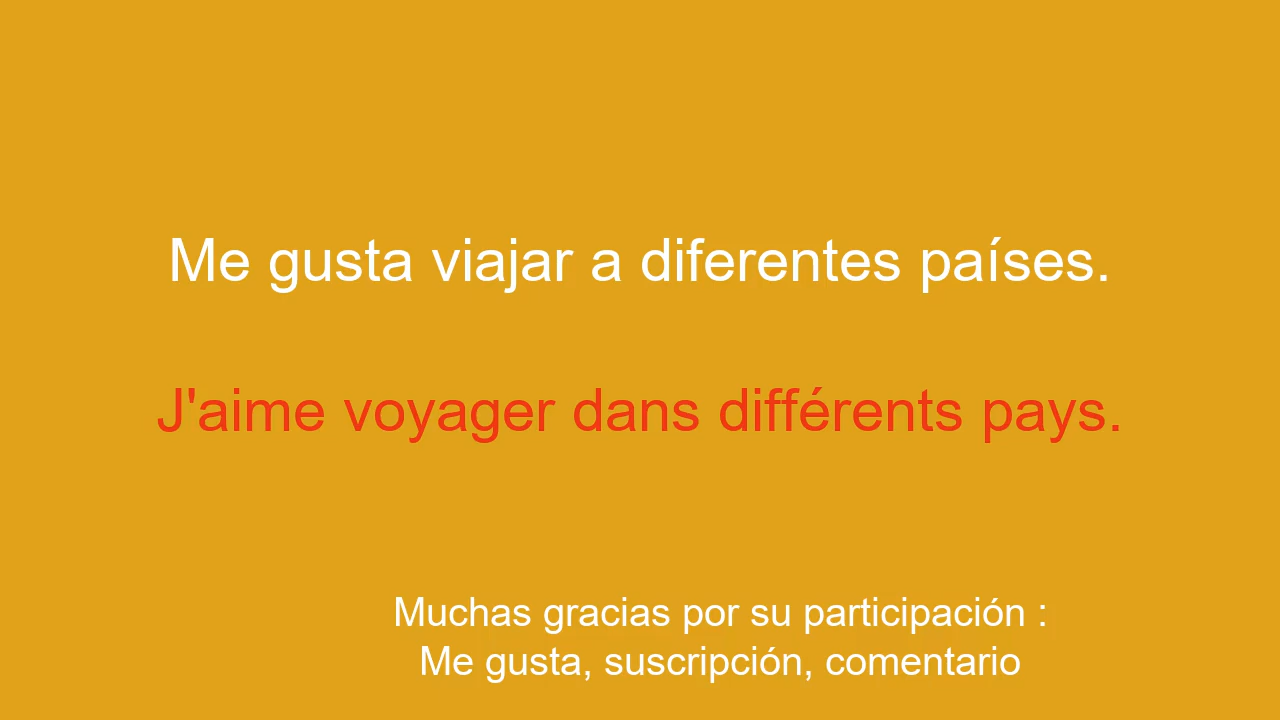 Me gusta viajar a diferentes países.
J'aime voyager dans différents pays.
Muchas gracias por su participación :
Me gusta, suscripción, comentario